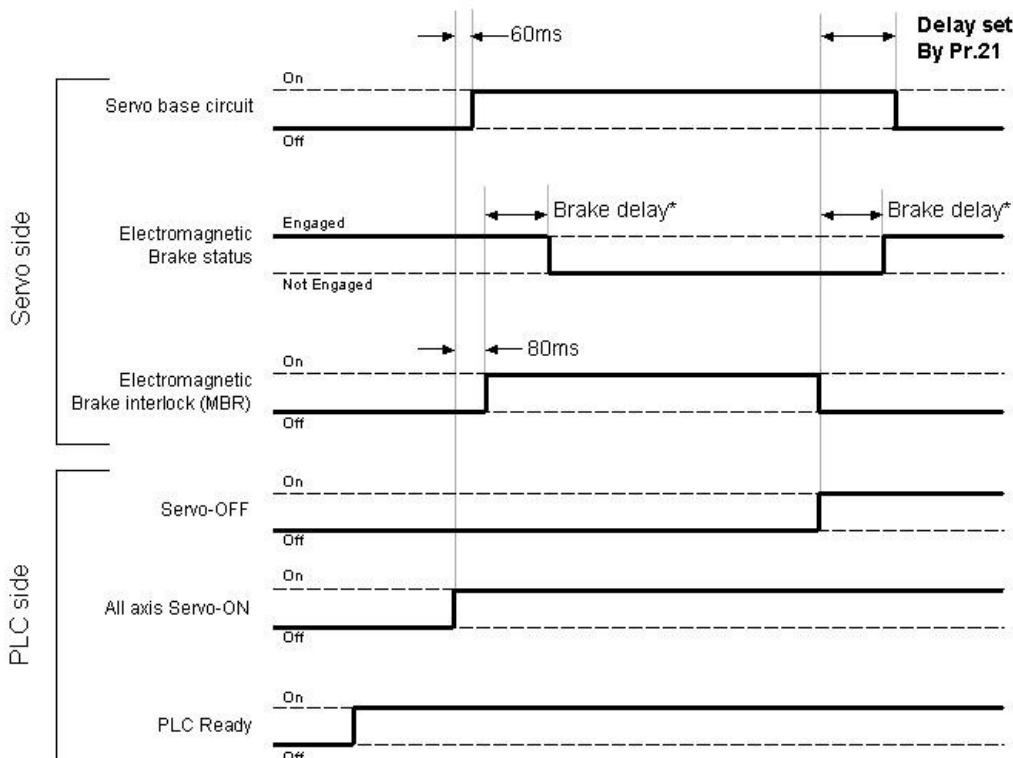 60ms
Delay set
By Pr.21
Servo side
On
Servo base circuit
Off
Brake delay*
Brake delay*
Engaged
Electromagnetic
Brake status
Not Engaged
80ms
On
Electromagnetic
Brake interlock (MBR)
Off
PLC side
On
Servo-OFF
Off
On
All axis Servo-ON
Off
On
PLC Ready
Off